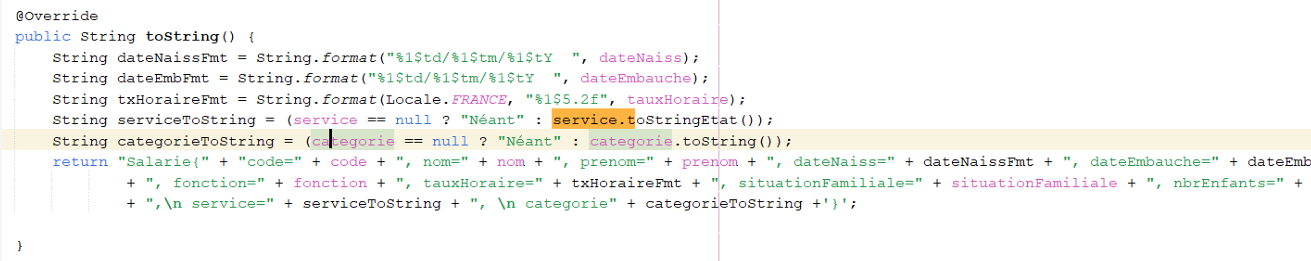 @Override
public String toString() {
String dateNaissFmt = String.format("%1$td/%1$tm/%1$tY  ", dateNaiss);
String dateEmbFmt = String.format("%1$td/%1$tm/%1$tY  ", dateEmbauche);
String txHoraireFmt = String.format(Locale.FRANCE, "%1$5.2f", tauxHoraire);
String serviceToString = (service == null ? "Néant" : service.toStringEtat());
String categorieToString = (categorie == null ? "Néant" : categorie.toString());
return "Salarie{" + "code=" + code + ", nom=" + nom + ", prenom=" + prenom + ", dateNaiss=" + dateNaissFmt + ", dateEmbauche=" + dateEmb
+ ", fonction=" + fonction + ", tauxHoraire=" + txHoraireFmt + ", situationFamiliale=" + situationFamiliale + ", nbrEnfants=" +
+ ",\n service=" + serviceToString + ", \n categorie" + categorieToString +'}';
}